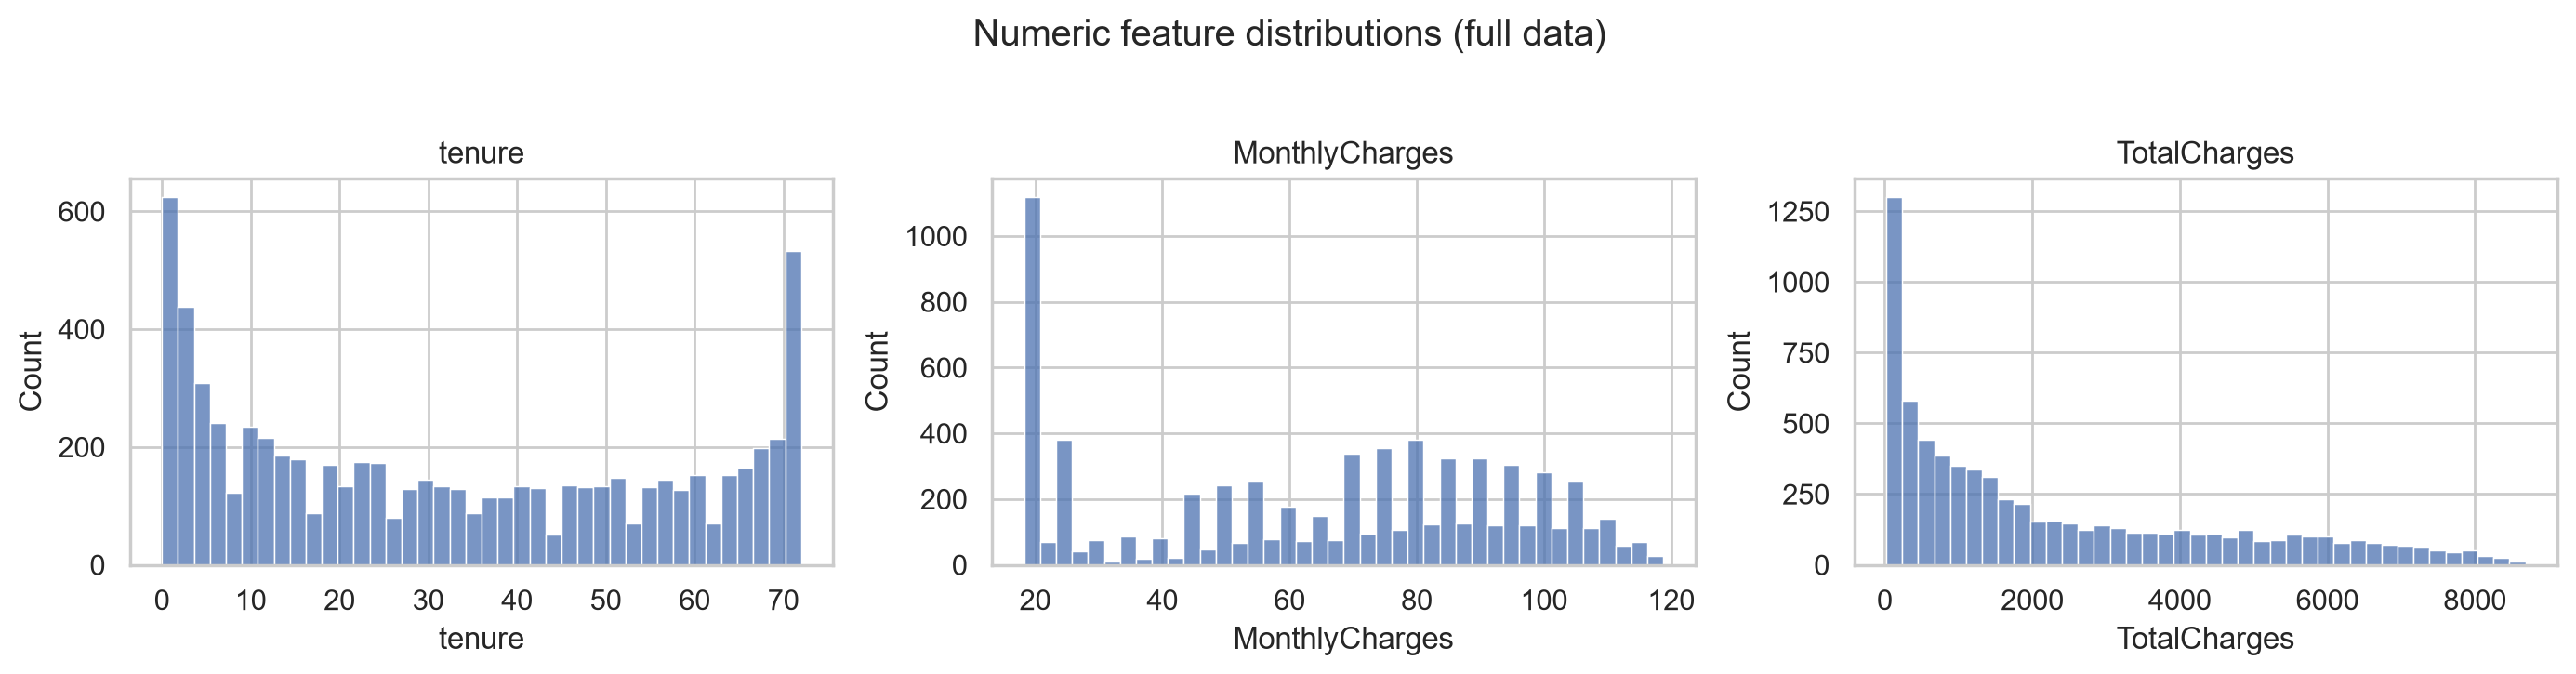 Numeric feature distributions (full data)
tenure
Count
600
400
200
0
0 10 20 30 40 50 60 70
tenure
MonthlyCharges
Count
1000
800
600
400
200
0
20 40 60 80 100 120
MonthlyCharges
TotalCharges
Count
1250
1000
750
500
250
0
0 2000 4000 6000 8000
TotalCharges